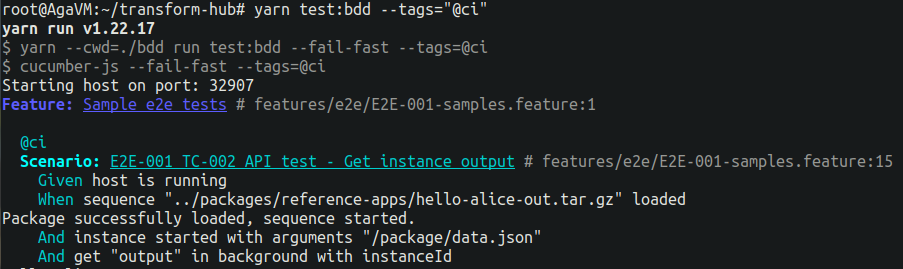 root@AgaVM:~/transform-hub# yarn test:bdd --tags="@ci"
yarn run v1.22.17
$ yarn --cwd=./bdd run test:bdd --fail-fast --tags=@ci
$ cucumber-js --fail-fast --tags=@ci
Starting host on port: 32907
Feature: Sample e2e tests # features/e2e/E2E-001-samples.feature:1
@ci
Scenario: E2E-001 TC-002 API test - Get instance output # features/e2e/E2E-001-samples.feature:15
Given host is running
When sequence "../packages/reference-apps/hello-alice-out.tar.gz" loaded
Package successfully loaded, sequence started.
And instance started with arguments "/package/data.json"
And get "output" in background with instanceId